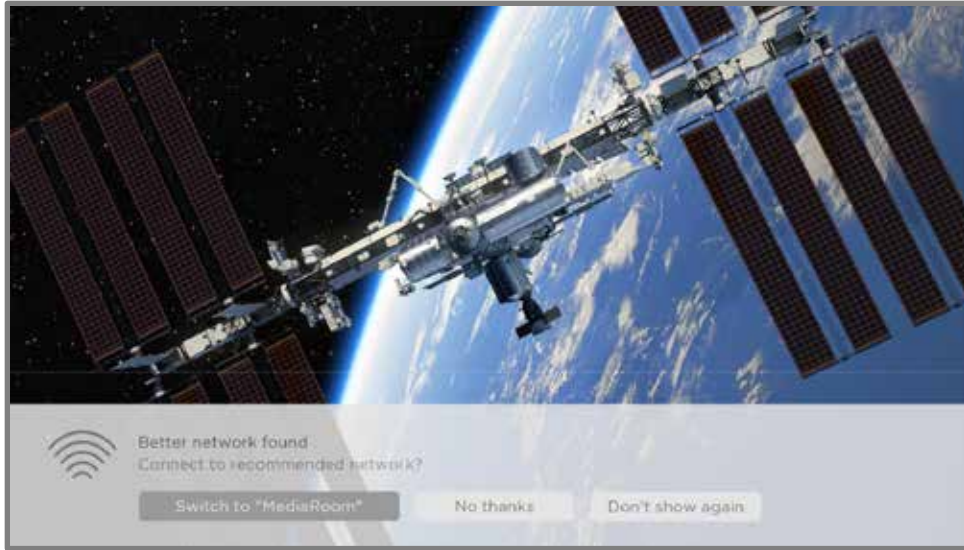 Better network found
Connect to recommended network?
Switch to "MediaRoom"
No thanks
Don't show again